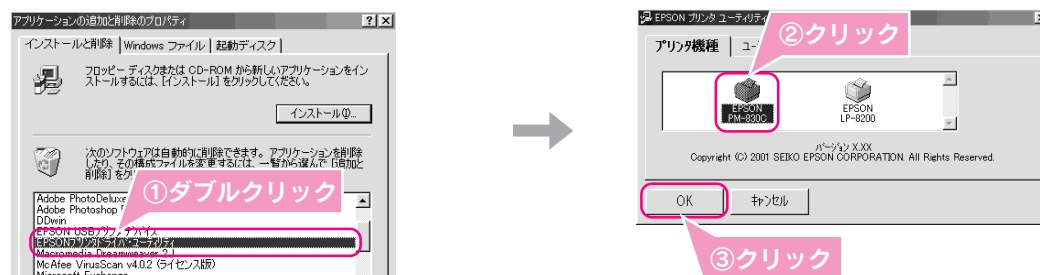 アプリケーションの追加と削除のプロパティ
インストールと削除 Windows ファイル 起動ディスク
フロッピー ディスクまたは CD-ROM から新しいアプリケーションをイン
ストールするには、[インストール] をクリックしてください。
インストール(I)...
次のソフトウェアは自動的に削除できます。アプリケーションを削除
したり、その構成ファイルを変更するには、一覧から選んで [追加と
削除] をク
①ダブルクリック
Adobe PhotoDeluxe
Adobe Photoshop
DDwin
EPSON USBプリンタデバイス
EPSONプリンタドライバ・ユーティリティ
Macromedia Dreamweaver 2.
McAfee VirusScan v4.0.2 (ライセンス版)
Microsoft Exchange
EPSON プリンタ ユーティリティ
②クリック
プリンタ機種 ユー
EPSON
PM-830C
EPSON
LP-8200
バージョン X.XX
Copyright (C) 2001 SEIKO EPSON CORPORATION. All Rights Reserved.
OK キャンセル
③クリック